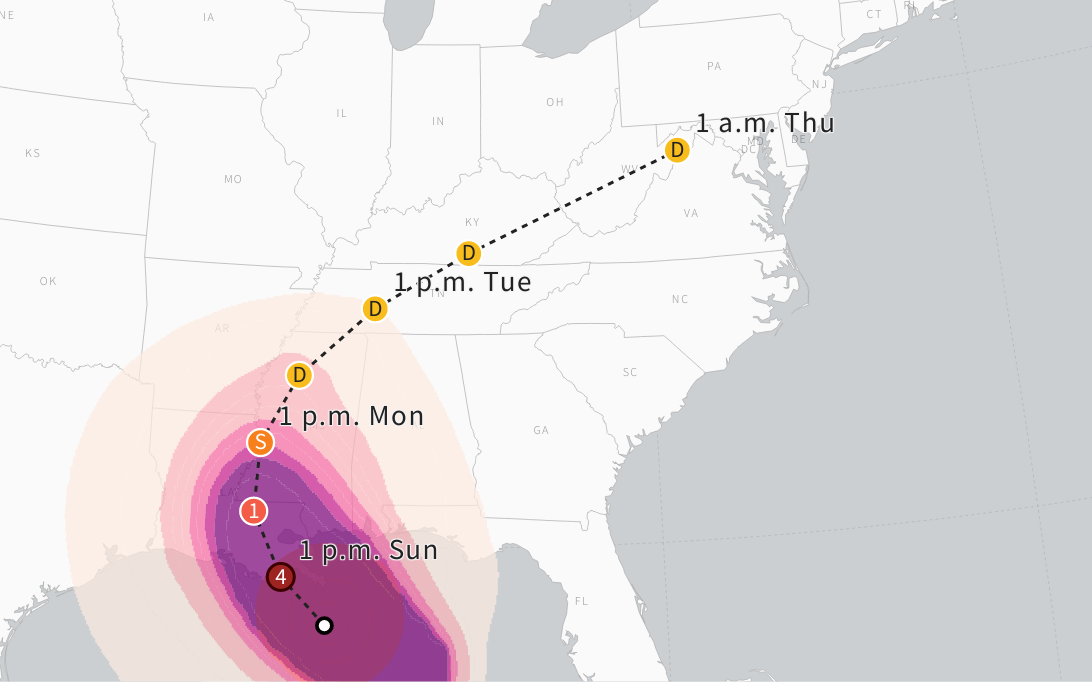 NE
IA
CT
RI
PA
NJ
IL
IN
OH
1 a.m. Thu
MD
DE
DC
D
KS
MO
WV
VA
KY
D
OK
1 p.m. Tue
TN
NC
D
AR
SC
D
1 p.m. Mon
GA
S
LA
1
1 p.m. Sun
4
FL